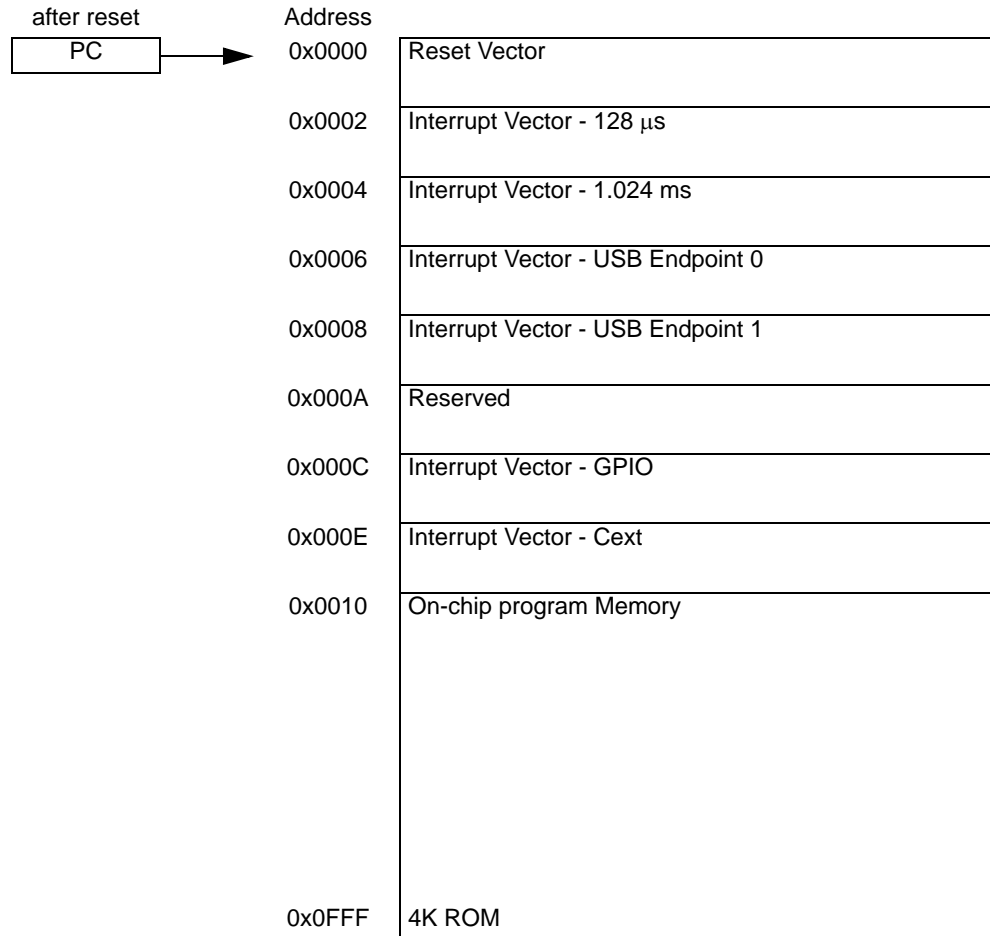 after reset Address
PC 0x0000 Reset Vector
0x0002 Interrupt Vector - 128 μs
0x0004 Interrupt Vector - 1.024 ms
0x0006 Interrupt Vector - USB Endpoint 0
0x0008 Interrupt Vector - USB Endpoint 1
0x000A Reserved
0x000C Interrupt Vector - GPIO
0x000E Interrupt Vector - Cext
0x0010 On-chip program Memory
0x0FFF 4K ROM